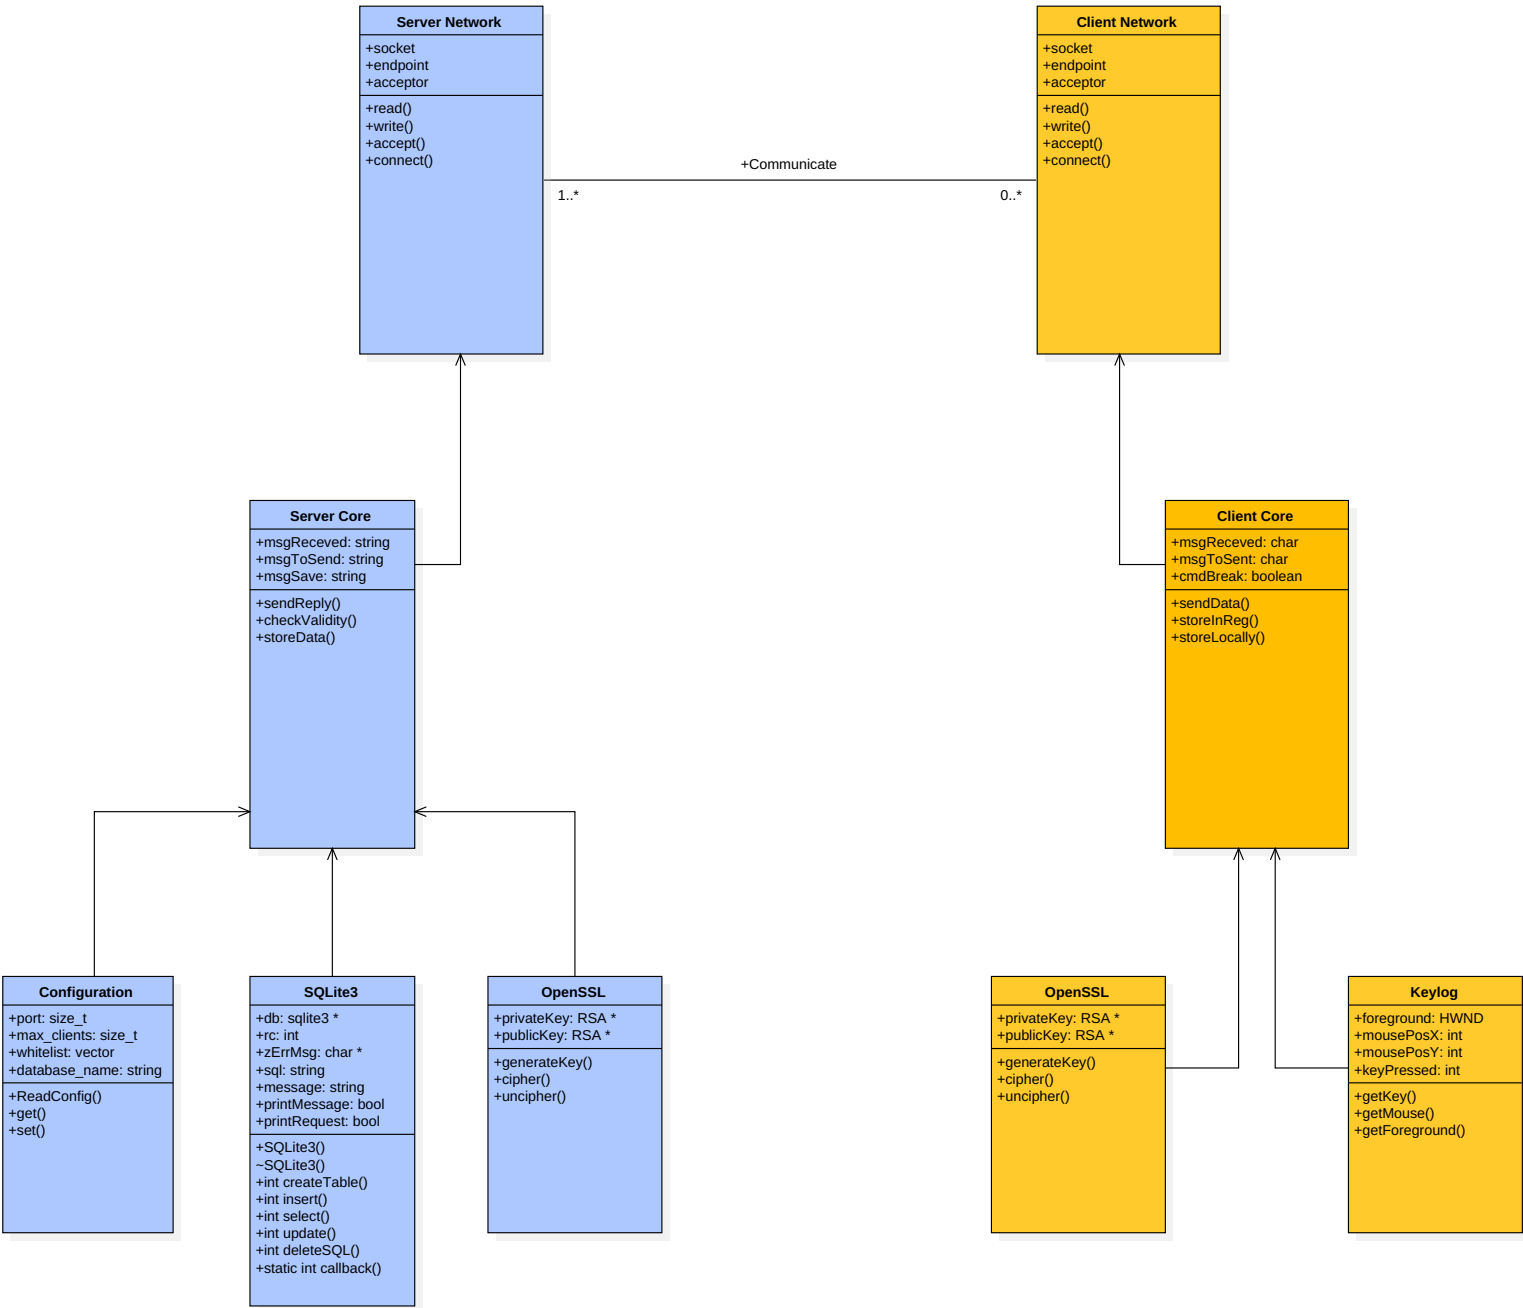 Server Network
+socket
+endpoint
+acceptor
+read()
+write()
+accept()
+connect()
Client Network
+socket
+endpoint
+acceptor
+read()
+write()
+accept()
+connect()
+Communicate
1..*
0..*
Server Core
+msgReceved: string
+msgToSend: string
+msgSave: string
+sendReply()
+checkValidity()
+storeData()
Client Core
+msgReceved: char
+msgToSent: char
+cmdBreak: boolean
+sendData()
+storeInReg()
+storeLocally()
Configuration
+port: size_t
+max_clients: size_t
+whitelist: vector
+database_name: string
+ReadConfig()
+get()
+set()
SQLite3
+db: sqlite3 *
+rc: int
+zErrMsg: char *
+sql: string
+message: string
+printMessage: bool
+printRequest: bool
+SQLite3()
~SQLite3()
+int createTable()
+int insert()
+int select()
+int update()
+int deleteSQL()
+static int callback()
OpenSSL
+privateKey: RSA *
+publicKey: RSA *
+generateKey()
+cipher()
+uncipher()
OpenSSL
+privateKey: RSA *
+publicKey: RSA *
+generateKey()
+cipher()
+uncipher()
Keylog
+foreground: HWND
+mousePosX: int
+mousePosY: int
+keyPressed: int
+getKey()
+getMouse()
+getForeground()